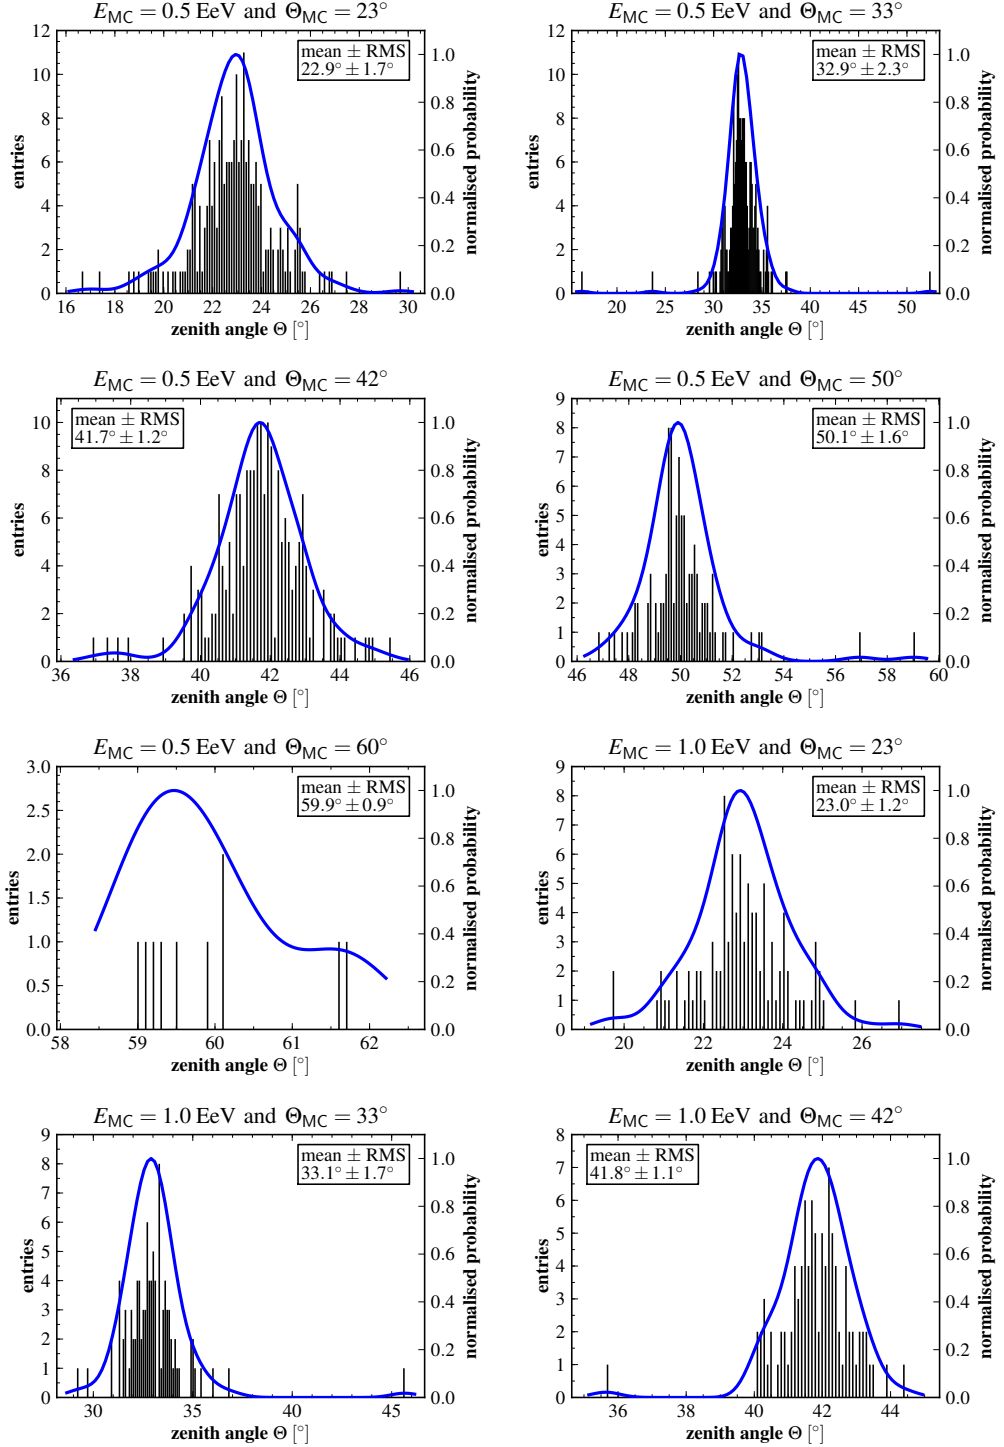 E_MC = 0.5 EeV and Θ_MC = 23°
mean ± RMS
22.9° ± 1.7°
entries
0 2 4 6 8 10 12
normalised probability
0.0 0.2 0.4 0.6 0.8 1.0
16 18 20 22 24 26 28 30
zenith angle Θ [°]
E_MC = 0.5 EeV and Θ_MC = 33°
mean ± RMS
32.9° ± 2.3°
entries
0 2 4 6 8 10 12
normalised probability
0.0 0.2 0.4 0.6 0.8 1.0
20 25 30 35 40 45 50
zenith angle Θ [°]
E_MC = 0.5 EeV and Θ_MC = 42°
mean ± RMS
41.7° ± 1.2°
entries
0 2 4 6 8 10
normalised probability
0.0 0.2 0.4 0.6 0.8 1.0
36 38 40 42 44 46
zenith angle Θ [°]
E_MC = 0.5 EeV and Θ_MC = 50°
mean ± RMS
50.1° ± 1.6°
entries
0 1 2 3 4 5 6 7 8 9
normalised probability
0.0 0.2 0.4 0.6 0.8 1.0
46 48 50 52 54 56 58 60
zenith angle Θ [°]
E_MC = 0.5 EeV and Θ_MC = 60°
mean ± RMS
59.9° ± 0.9°
entries
0.0 0.5 1.0 1.5 2.0 2.5 3.0
normalised probability
0.0 0.2 0.4 0.6 0.8 1.0
58 59 60 61 62
zenith angle Θ [°]
E_MC = 1.0 EeV and Θ_MC = 23°
mean ± RMS
23.0° ± 1.2°
entries
0 1 2 3 4 5 6 7 8 9
normalised probability
0.0 0.2 0.4 0.6 0.8 1.0
20 22 24 26
zenith angle Θ [°]
E_MC = 1.0 EeV and Θ_MC = 33°
mean ± RMS
33.1° ± 1.7°
entries
0 1 2 3 4 5 6 7 8 9
normalised probability
0.0 0.2 0.4 0.6 0.8 1.0
30 35 40 45
zenith angle Θ [°]
E_MC = 1.0 EeV and Θ_MC = 42°
mean ± RMS
41.8° ± 1.1°
entries
0 1 2 3 4 5 6 7 8
normalised probability
0.0 0.2 0.4 0.6 0.8 1.0
36 38 40 42 44
zenith angle Θ [°]